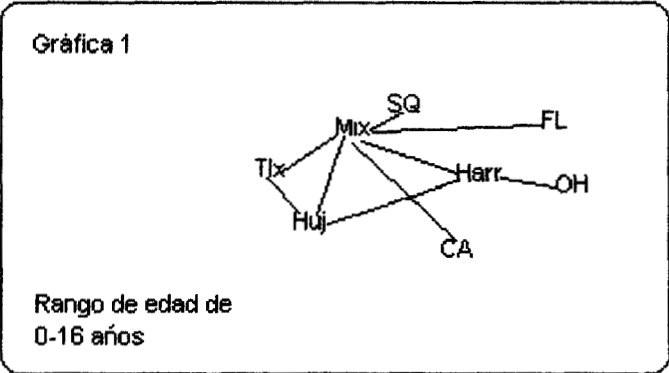 Gráfica 1
SQ
Mix
FL
Tlx
Harr
OH
Huj
CA
Rango de edad de
0-16 años